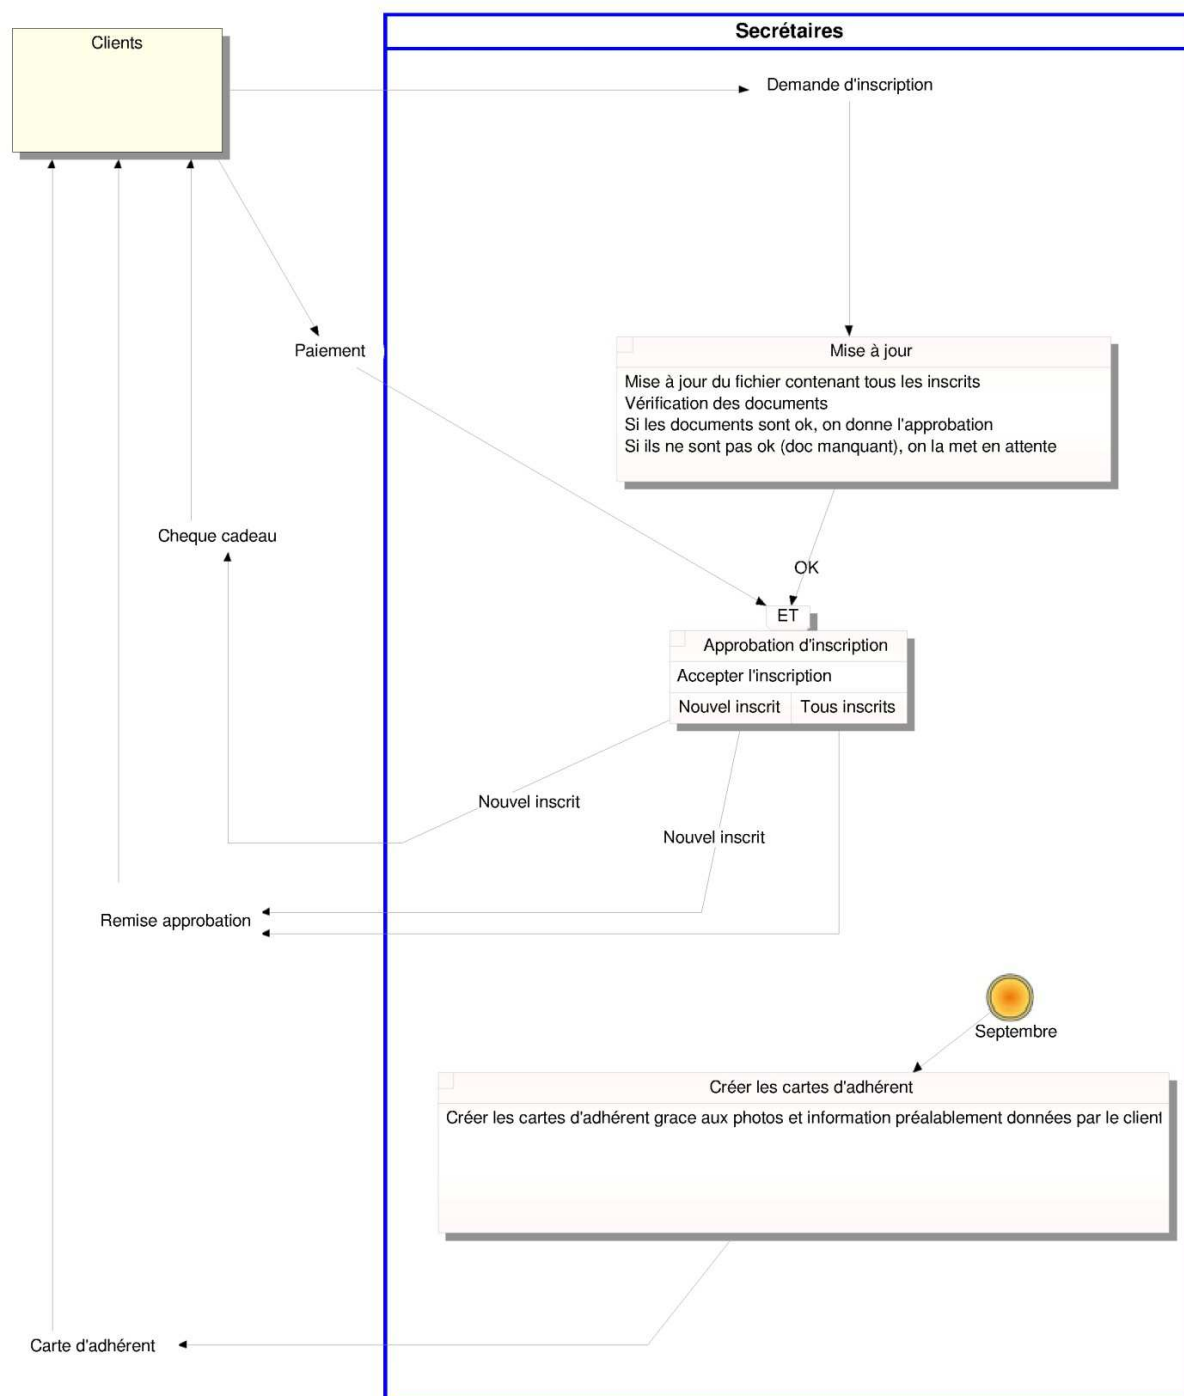 Secrétaires
Clients
Demande d'inscription
Paiement
Mise à jour
Mise à jour du fichier contenant tous les inscrits
Vérification des documents
Si les documents sont ok, on donne l'approbation
Si ils ne sont pas ok (doc manquant), on la met en attente
Cheque cadeau
OK
ET
Approbation d'inscription
Accepter l'inscription
Nouvel inscrit
Tous inscrits
Nouvel inscrit
Nouvel inscrit
Remise approbation
Septembre
Créer les cartes d'adhérent
Créer les cartes d'adhérent grace aux photos et information préalablement données par le client
Carte d'adhérent